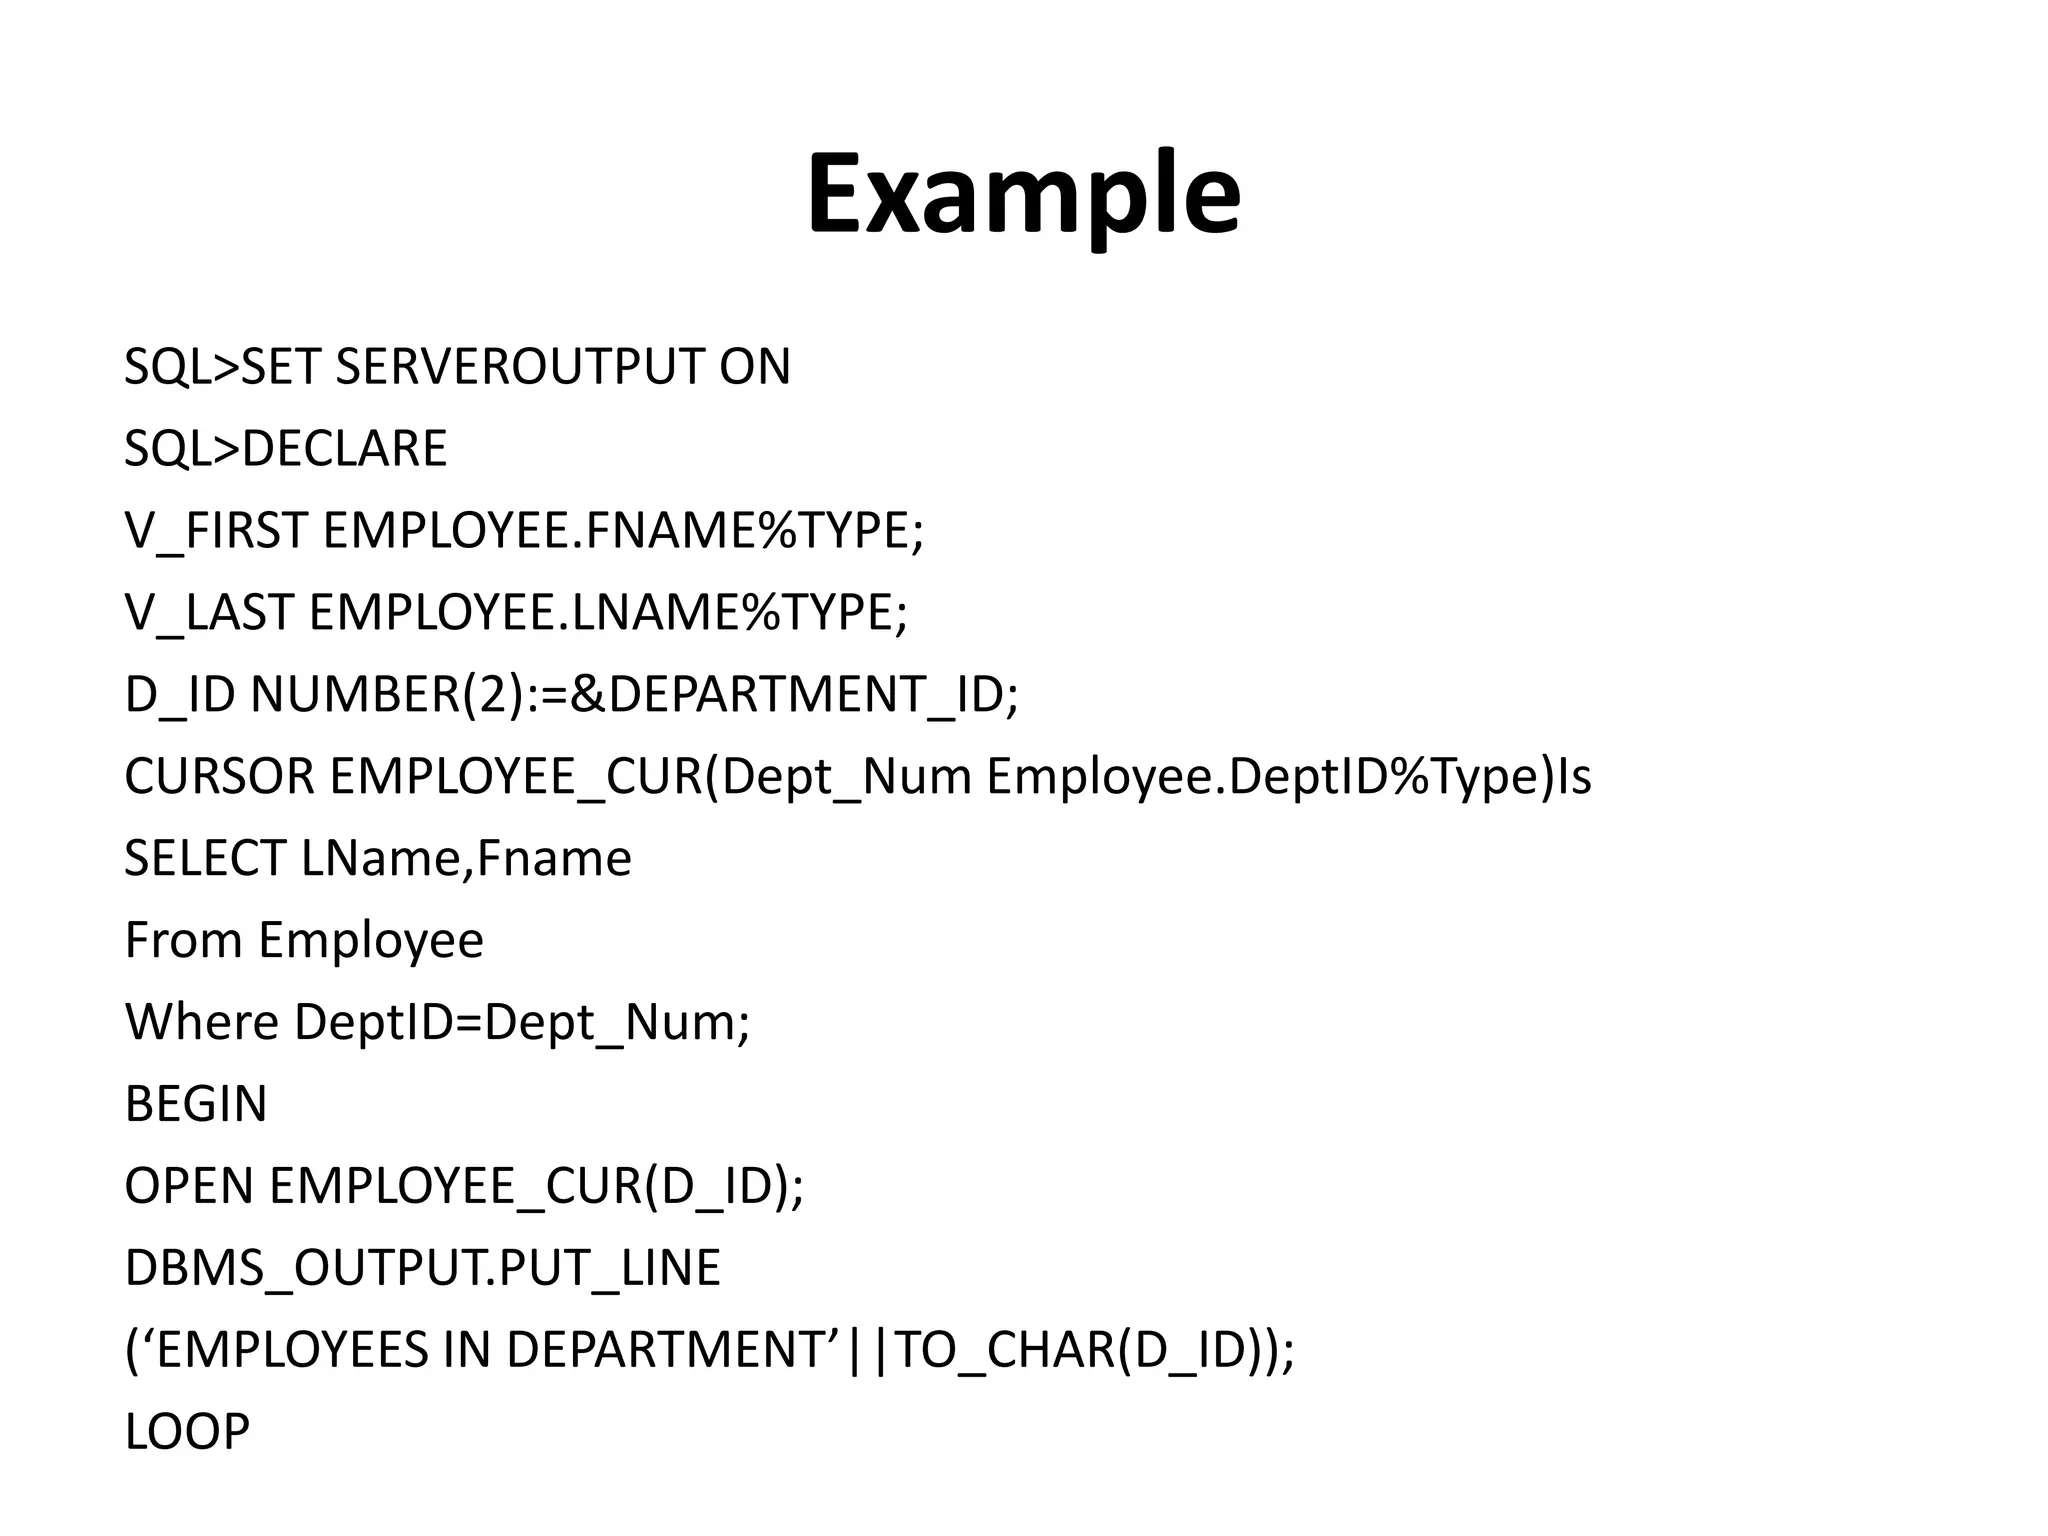 Example
SQL>SET SERVEROUTPUT ON
SQL>DECLARE
V_FIRST EMPLOYEE.FNAME%TYPE;
V_LAST EMPLOYEE.LNAME%TYPE;
D_ID NUMBER(2):=&DEPARTMENT_ID;
CURSOR EMPLOYEE_CUR(Dept_Num Employee.DeptID%Type)Is
SELECT LName,Fname
From Employee
Where DeptID=Dept_Num;
BEGIN
OPEN EMPLOYEE_CUR(D_ID);
DBMS_OUTPUT.PUT_LINE
(‘EMPLOYEES IN DEPARTMENT’||TO_CHAR(D_ID));
LOOP